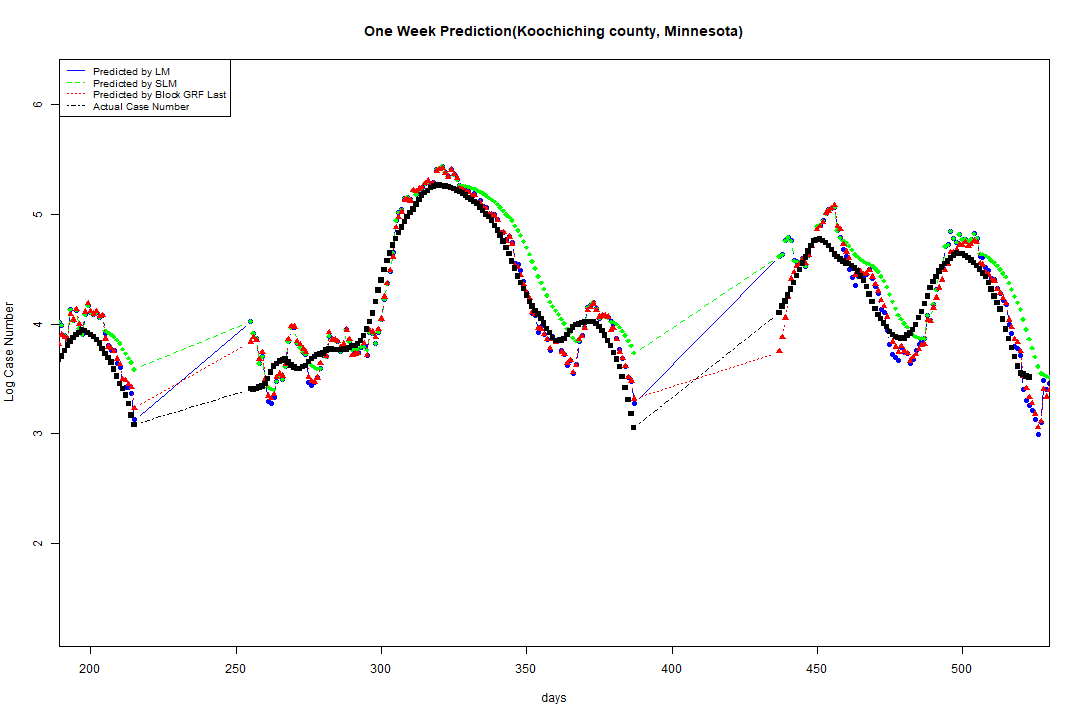 One Week Prediction(Koochiching county, Minnesota)
Predicted by LM
Predicted by SLM
Predicted by Block GRF Last
Actual Case Number
6
5
4
3
2
Log Case Number
200 250 300 350 400 450 500
days